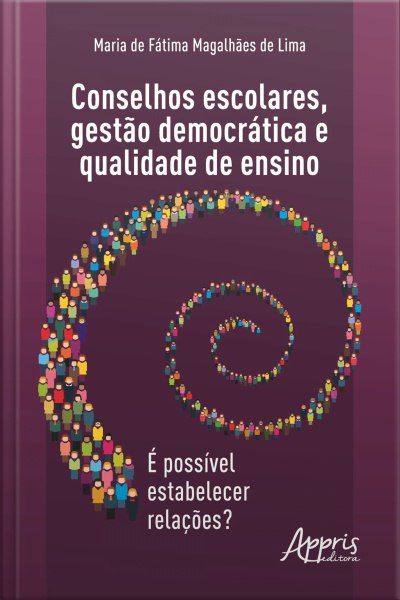 Maria de Fátima Magalhães de Lima
Conselhos escolares,
gestão democrática e
qualidade de ensino
É possível
estabelecer
relações?
Appris
editora